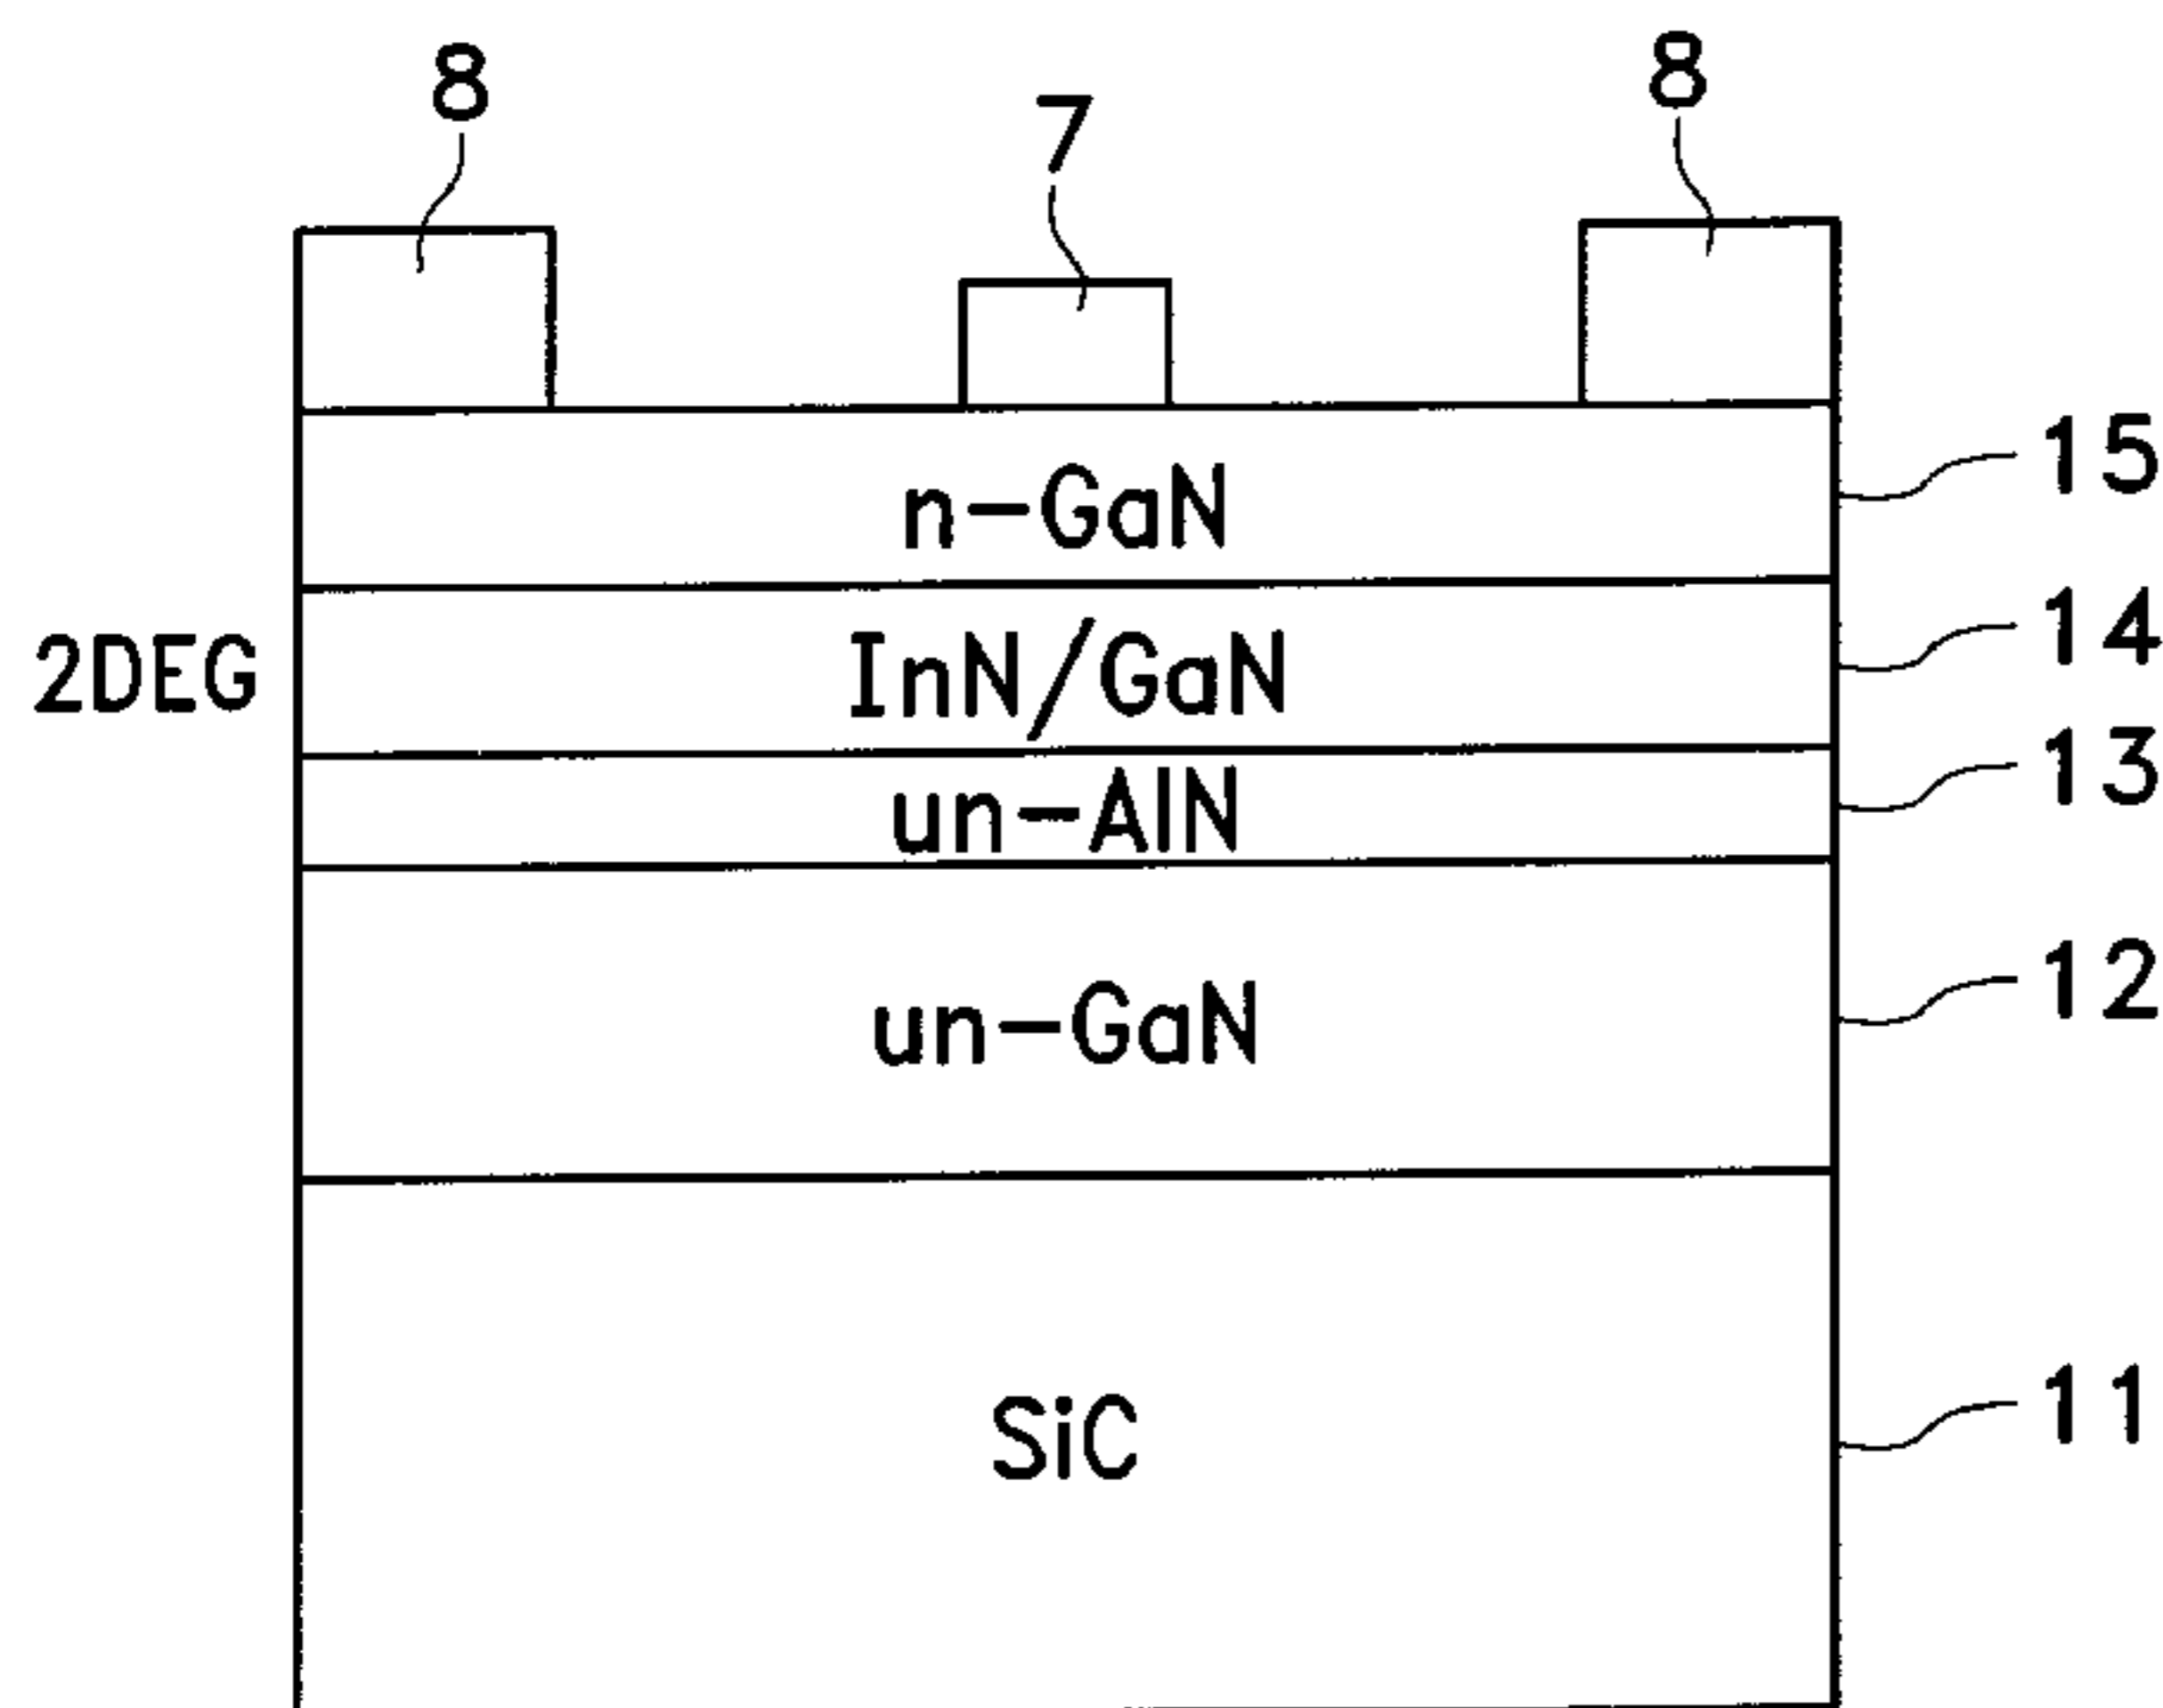 8
8
7
n-GaN
15
2DEG
InN/GaN
14
un-AlN
13
un-GaN
12
SiC
11